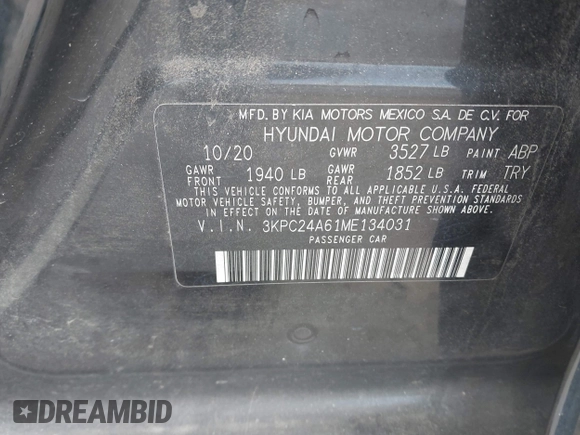 MFD. BY KIA MOTORS MEXICO S.A. DE C.V. FOR
HYUNDAI MOTOR COMPANY
10/20 GVWR 3527 LB PAINT ABP
GAWR FRONT 1940 LB GAWR REAR 1852 LB TRIM TRY
THIS VEHICLE CONFORMS TO ALL APPLICABLE U.S.A. FEDERAL
MOTOR VEHICLE SAFETY, BUMPER, AND THEFT PREVENTION STANDARDS
IN EFFECT ON THE DATE OF MANUFACTURE SHOWN ABOVE.
V.I.N. 3KPC24A61ME134031
PASSENGER CAR
DREAMBID